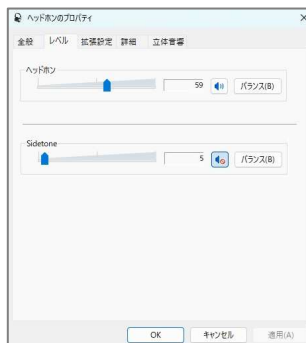 ヘッドホンのプロパティ
全般 レベル 拡張設定 詳細 立体音響
ヘッドホン
59 バランス(B)
Sidetone
5 バランス(B)
OK キャンセル 適用(A)